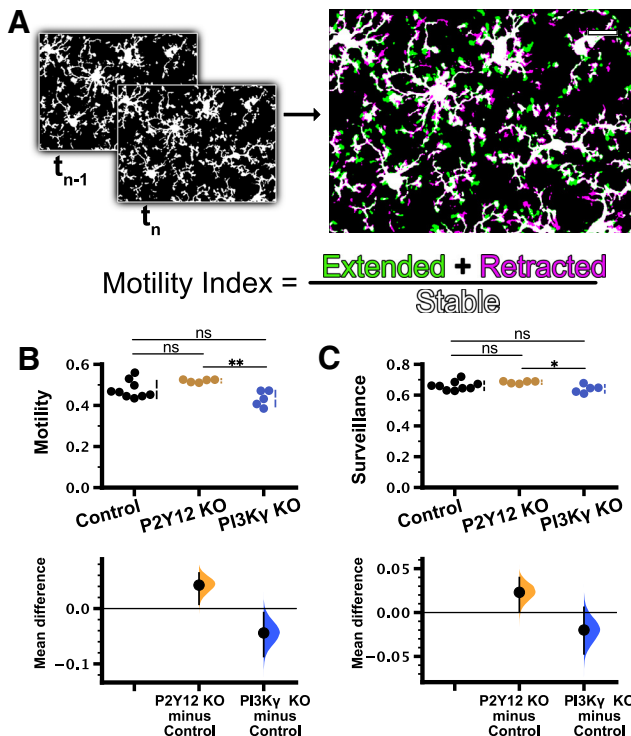 A
tn-1
tn
Motility Index = Extended + Retracted
Stable
B
ns
ns
**
Motility
0.6
0.4
0.2
0.0
Control
P2Y12 KO
PI3Kγ KO
Mean difference
0.0
−0.1
P2Y12 KO
minus
Control
PI3Kγ KO
minus
Control
C
ns
ns
*
Surveillance
0.8
0.6
0.4
0.2
0.0
Control
P2Y12 KO
PI3Kγ KO
Mean difference
0.05
0.00
−0.05
P2Y12 KO
minus
Control
PI3Kγ KO
minus
Control